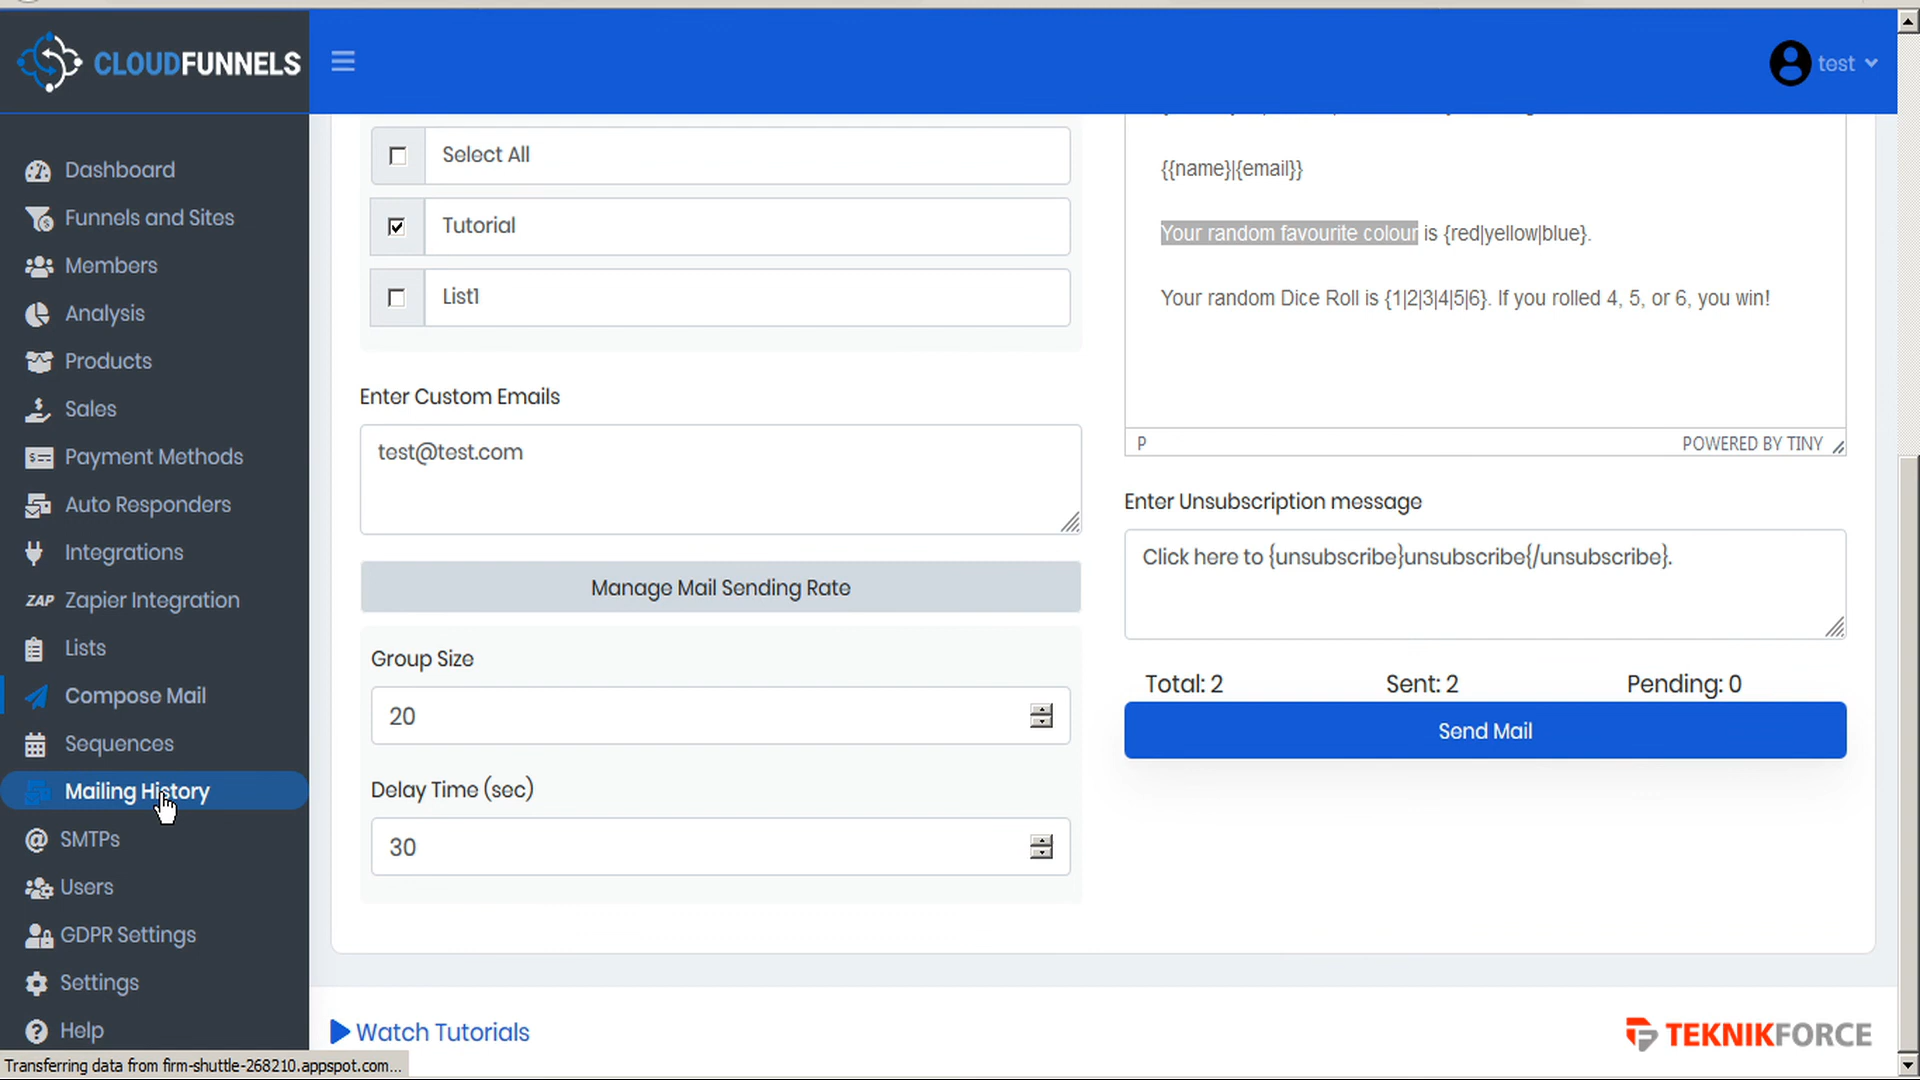 CLOUDFUNNELS
test
Dashboard
Funnels and Sites
Members
Analysis
Products
Sales
Payment Methods
Auto Responders
Integrations
ZAP Zapier Integration
Lists
Compose Mail
Sequences
Mailing History
SMTPs
Users
GDPR Settings
Settings
Help
Select All
Tutorial
List1
Enter Custom Emails
test@test.com
Manage Mail Sending Rate
Group Size
20
Delay Time (sec)
30
{{name}|{email}}
Your random favourite colour is {red|yellow|blue}.
Your random Dice Roll is {1|2|3|4|5|6}. If you rolled 4, 5, or 6, you win!
P POWERED BY TINY
Enter Unsubscription message
Click here to {unsubscribe}unsubscribe{/unsubscribe}.
Total: 2 Sent: 2 Pending: 0
Send Mail
Watch Tutorials
TEKNIKFORCE
Transferring data from firm-shuttle-268210.appspot.com...